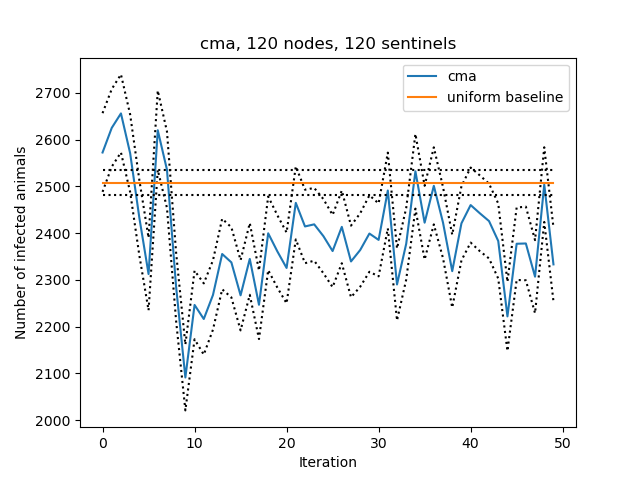 cma, 120 nodes, 120 sentinels
cma
uniform baseline
2700
2600
2500
2400
2300
2200
2100
2000
Number of infected animals
0 10 20 30 40 50
Iteration